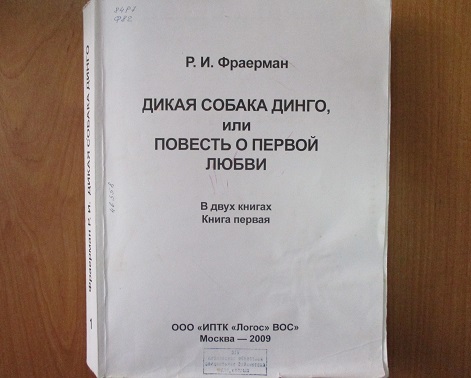 Р. И. Фраерман
ДИКАЯ СОБАКА ДИНГО,
или
ПОВЕСТЬ О ПЕРВОЙ
ЛЮБВИ
В двух книгах
Книга первая
ООО «ИПТК «Логос» ВОС»
Москва — 2009
Фраерман Р. И. ДИКАЯ СОБАКА ДИНГО
1